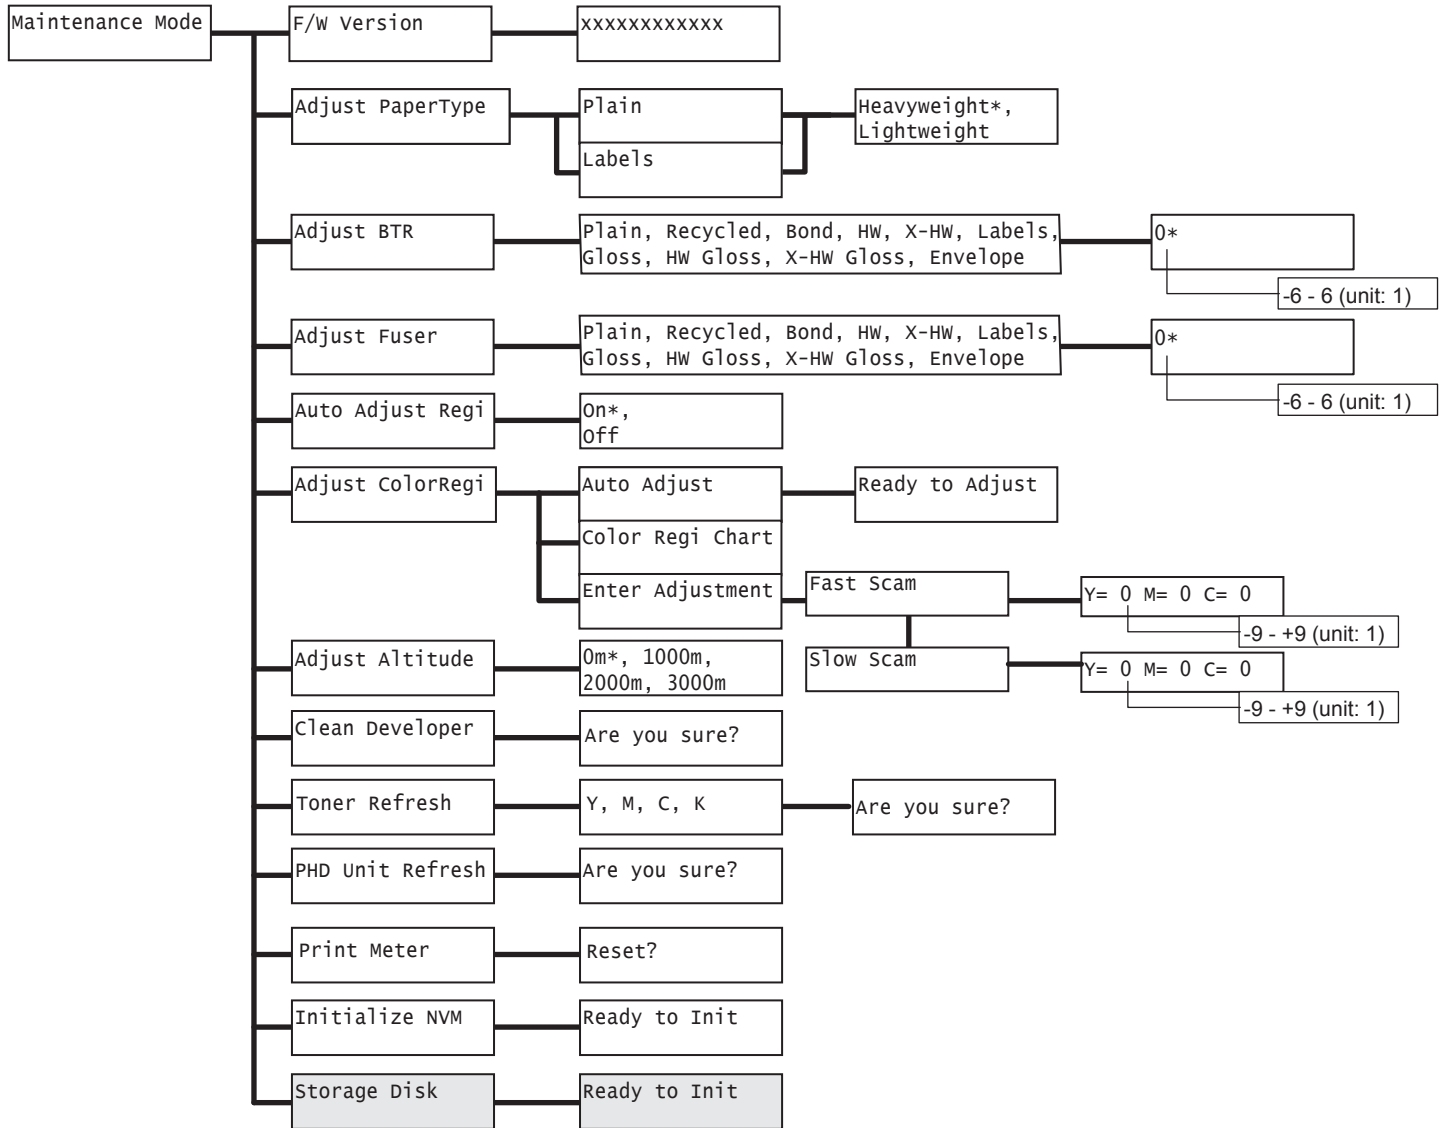 Maintenance Mode
F/W Version
xxxxxxxxxxxx
Adjust PaperType
Plain
Labels
Heavyweight*,
Lightweight
Adjust BTR
Plain, Recycled, Bond, HW, X-HW, Labels,
Gloss, HW Gloss, X-HW Gloss, Envelope
0*
-6 - 6 (unit: 1)
Adjust Fuser
Plain, Recycled, Bond, HW, X-HW, Labels,
Gloss, HW Gloss, X-HW Gloss, Envelope
0*
-6 - 6 (unit: 1)
Auto Adjust Regi
On*,
Off
Adjust ColorRegi
Auto Adjust
Ready to Adjust
Color Regi Chart
Enter Adjustment
Fast Scam
Y= 0 M= 0 C= 0
-9 - +9 (unit: 1)
Slow Scam
Y= 0 M= 0 C= 0
-9 - +9 (unit: 1)
Adjust Altitude
0m*, 1000m,
2000m, 3000m
Clean Developer
Are you sure?
Toner Refresh
Y, M, C, K
Are you sure?
PHD Unit Refresh
Are you sure?
Print Meter
Reset?
Initialize NVM
Ready to Init
Storage Disk
Ready to Init